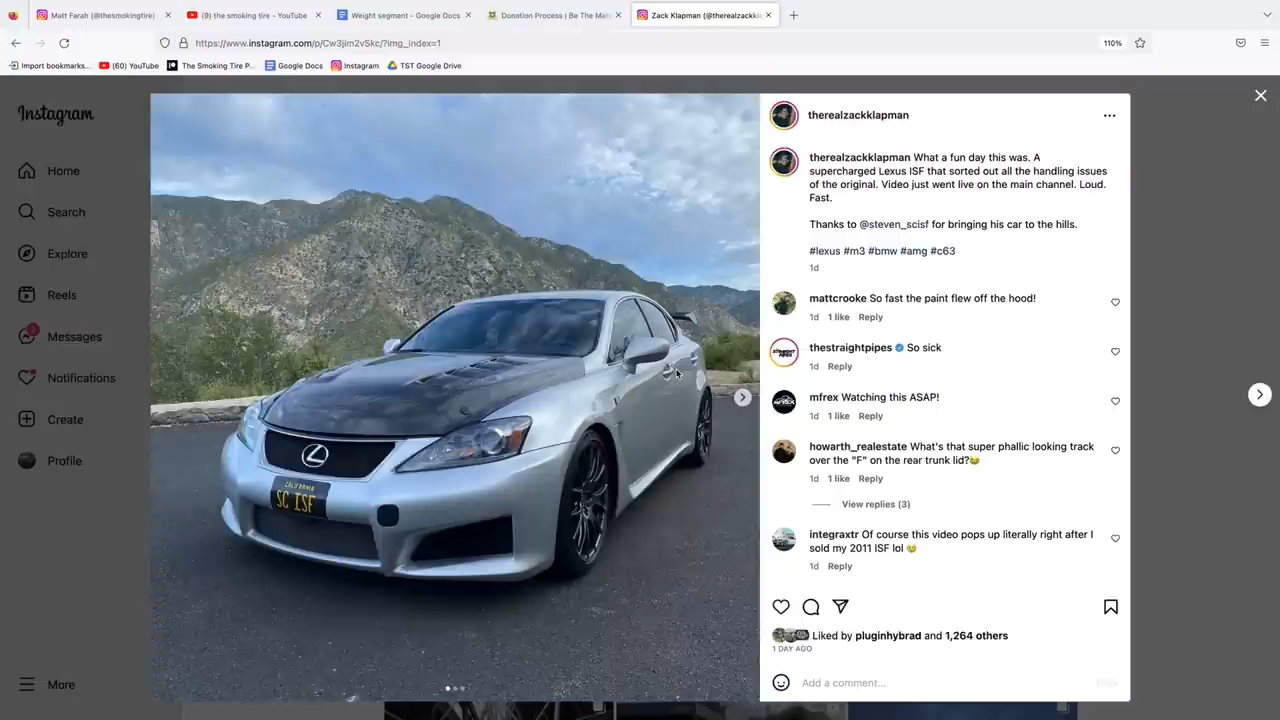 Matt Farah (@thesmokingtire)
(9) the smoking tire - YouTube
Weight segment - Google Docs
Donation Process | Be The Mat
Zack Klapman (@therealzackkl
https://www.instagram.com/p/Cw3jim2vSkc/?img_index=1
110%
Import bookmarks...
(60) YouTube
The Smoking Tire P...
Google Docs
Instagram
TST Google Drive
Instagram
Home
Search
Explore
Reels
Messages
Notifications
Create
Profile
More
CALIFORNIA
SC ISF
therealzackklapman
therealzackklapman What a fun day this was. A
supercharged Lexus ISF that sorted out all the handling issues
of the original. Video just went live on the main channel. Loud.
Fast.
Thanks to @steven_scisf for bringing his car to the hills.
#lexus #m3 #bmw #amg #c63
1d
mattcrooke So fast the paint flew off the hood!
1d 1 like Reply
thestraightpipes So sick
1d Reply
mfrex Watching this ASAP!
1d 1 like Reply
howarth_realestate What's that super phallic looking track
over the "F" on the rear trunk lid?😂
1d 1 like Reply
View replies (3)
integraxtr Of course this video pops up literally right after I
sold my 2011 ISF lol 🥲
1d Reply
Liked by pluginhybrad and 1,264 others
1 DAY AGO
Add a comment...
Post